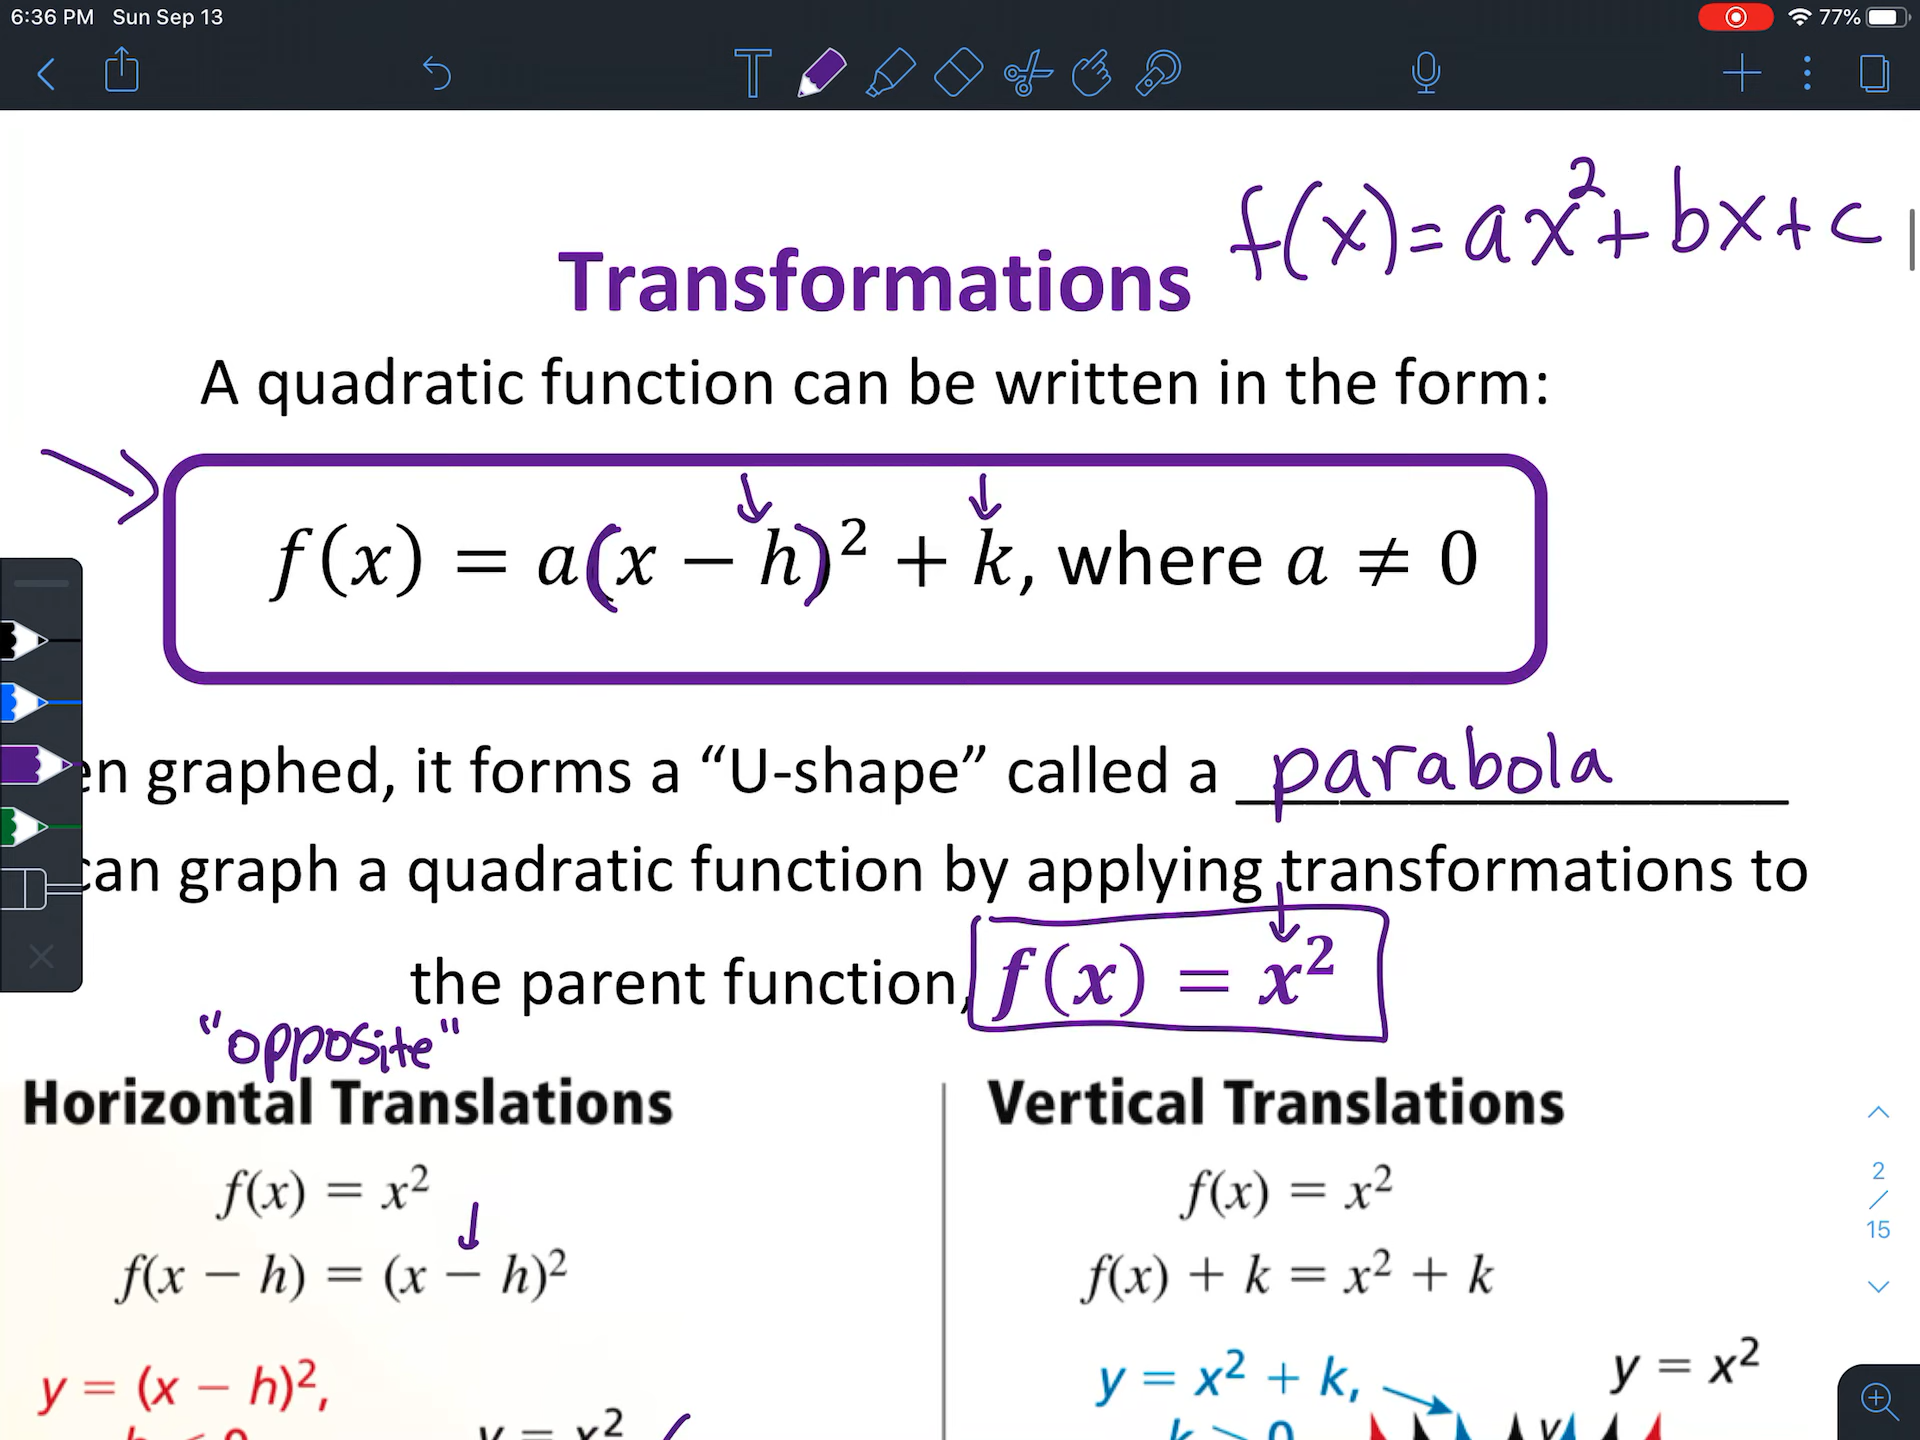 6:36 PM Sun Sep 13
77%
f(x)=ax²+bx+c
Transformations
A quadratic function can be written in the form:
f(x) = a(x − h)² + k, where a ≠ 0
en graphed, it forms a “U-shape” called a parabola
can graph a quadratic function by applying transformations to
the parent function, f(x) = x²
"opposite"
Horizontal Translations
f(x) = x²
f(x − h) = (x − h)²
y = (x − h)²,
y = x²
Vertical Translations
f(x) = x²
f(x) + k = x² + k
y = x² + k,
y = x²
k > 0
y
2
/
15